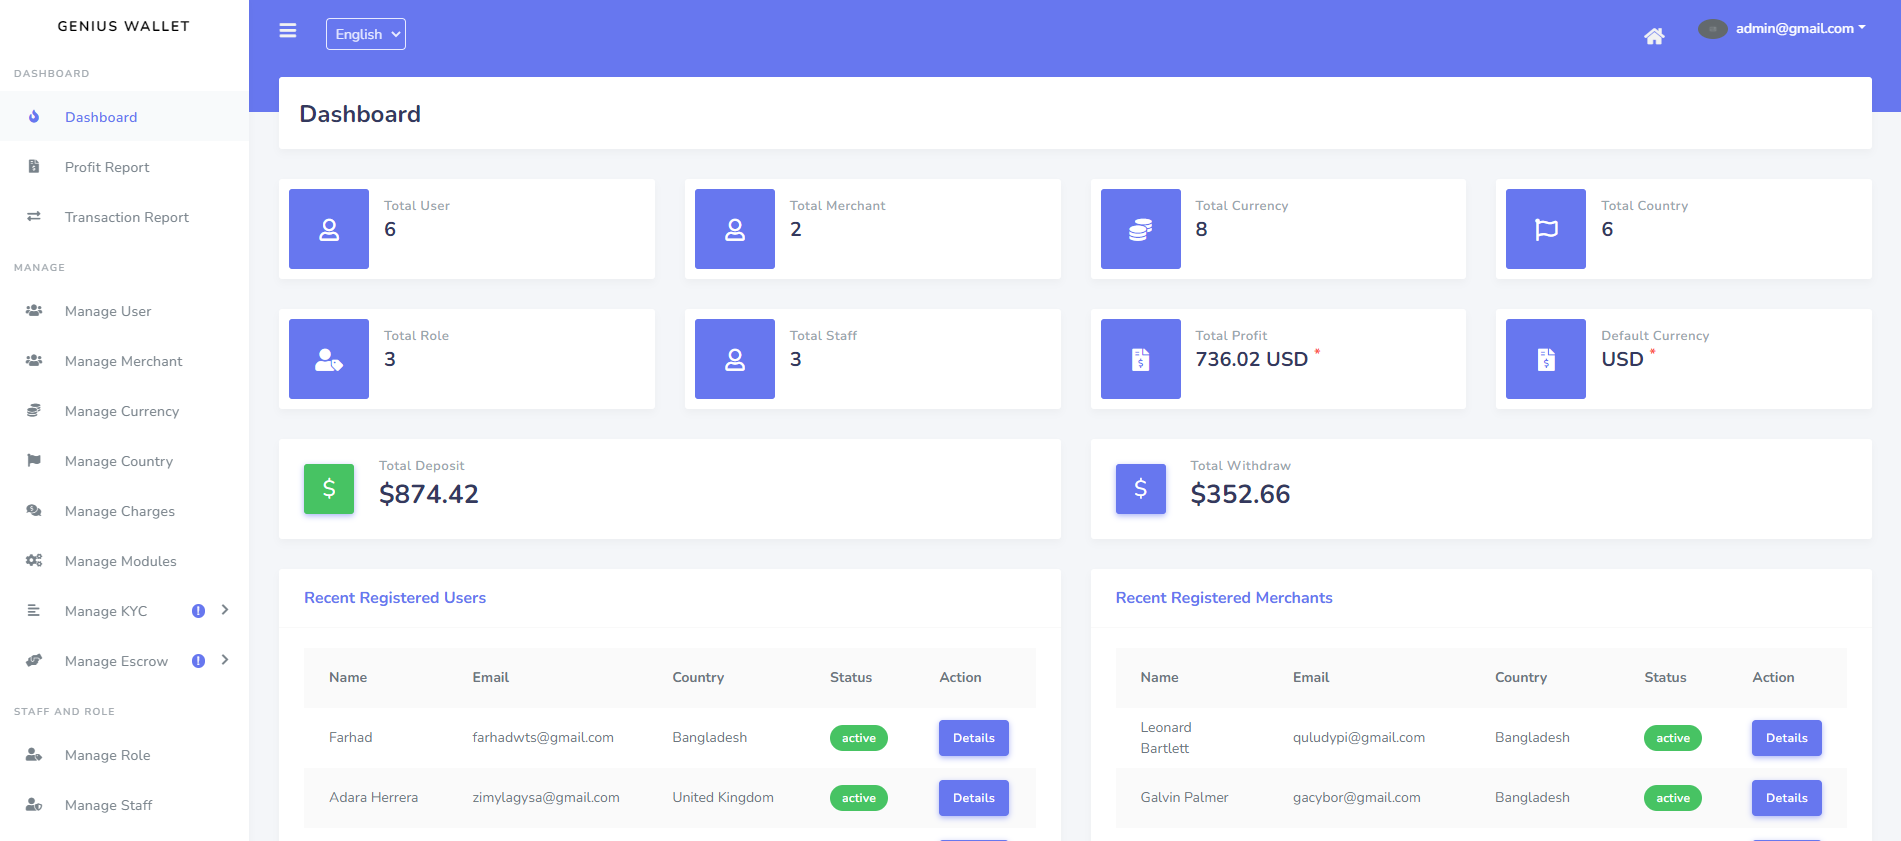 GENIUS WALLET
DASHBOARD
Dashboard
Profit Report
Transaction Report
MANAGE
Manage User
Manage Merchant
Manage Currency
Manage Country
Manage Charges
Manage Modules
Manage KYC !
Manage Escrow !
STAFF AND ROLE
Manage Role
Manage Staff
English
admin@gmail.com
Dashboard
Total User
6
Total Merchant
2
Total Currency
8
Total Country
6
Total Role
3
Total Staff
3
Total Profit
736.02 USD *
Default Currency
USD *
Total Deposit
$874.42
Total Withdraw
$352.66
Recent Registered Users
Name Email Country Status Action
Farhad farhadwts@gmail.com Bangladesh active Details
Adara Herrera zimylagysa@gmail.com United Kingdom active Details
Recent Registered Merchants
Name Email Country Status Action
Leonard
Bartlett quludypi@gmail.com Bangladesh active Details
Galvin Palmer gacybor@gmail.com Bangladesh active Details